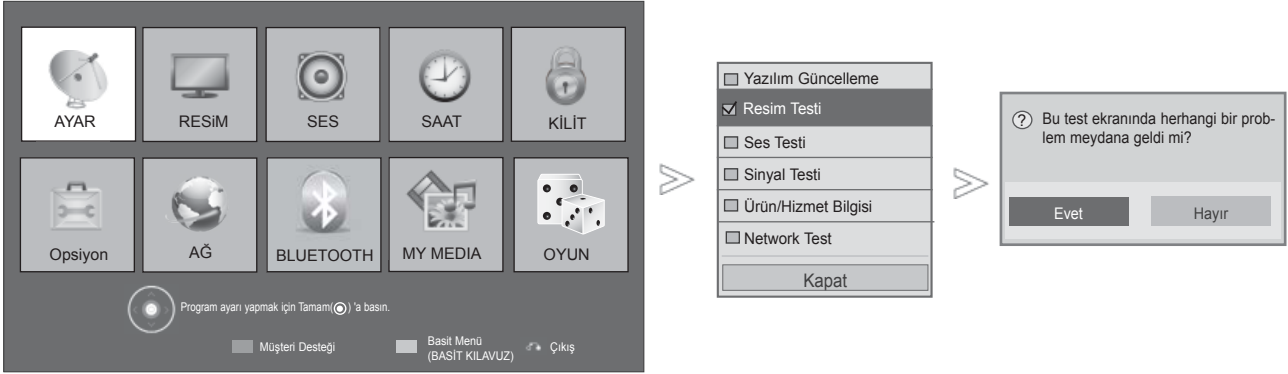 AYAR
RESiM
SES
SAAT
KİLİT
Opsiyon
AĞ
BLUETOOTH
MY MEDIA
OYUN
Program ayarı yapmak için Tamam(◉) 'a basın.
Müşteri Desteği
Basit Menü
(BASİT KILAVUZ)
Çıkış
Yazılım Güncelleme
Resim Testi
Ses Testi
Sinyal Testi
Ürün/Hizmet Bilgisi
Network Test
Kapat
? Bu test ekranında herhangi bir prob-
lem meydana geldi mi?
Evet
Hayır